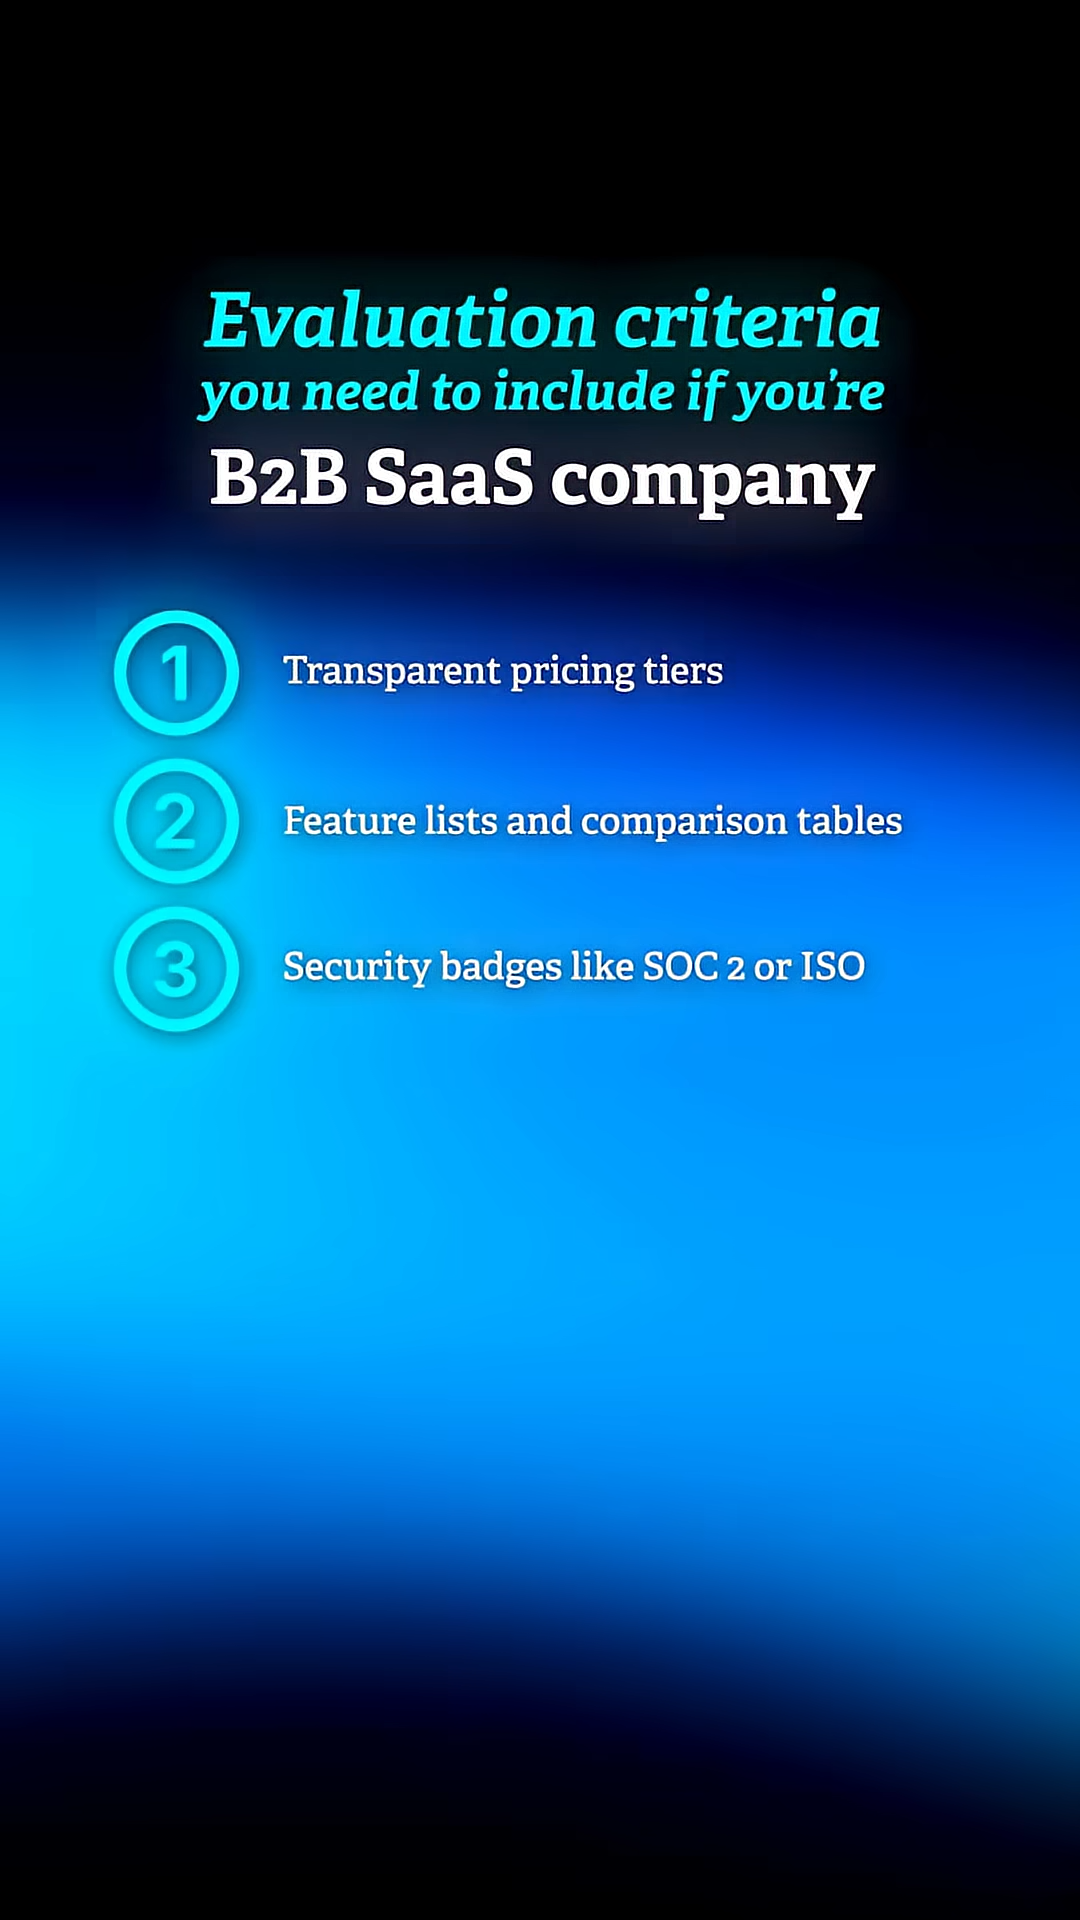 Evaluation criteria
you need to include if you're
B2B SaaS company
1 Transparent pricing tiers
2 Feature lists and comparison tables
3 Security badges like SOC 2 or ISO